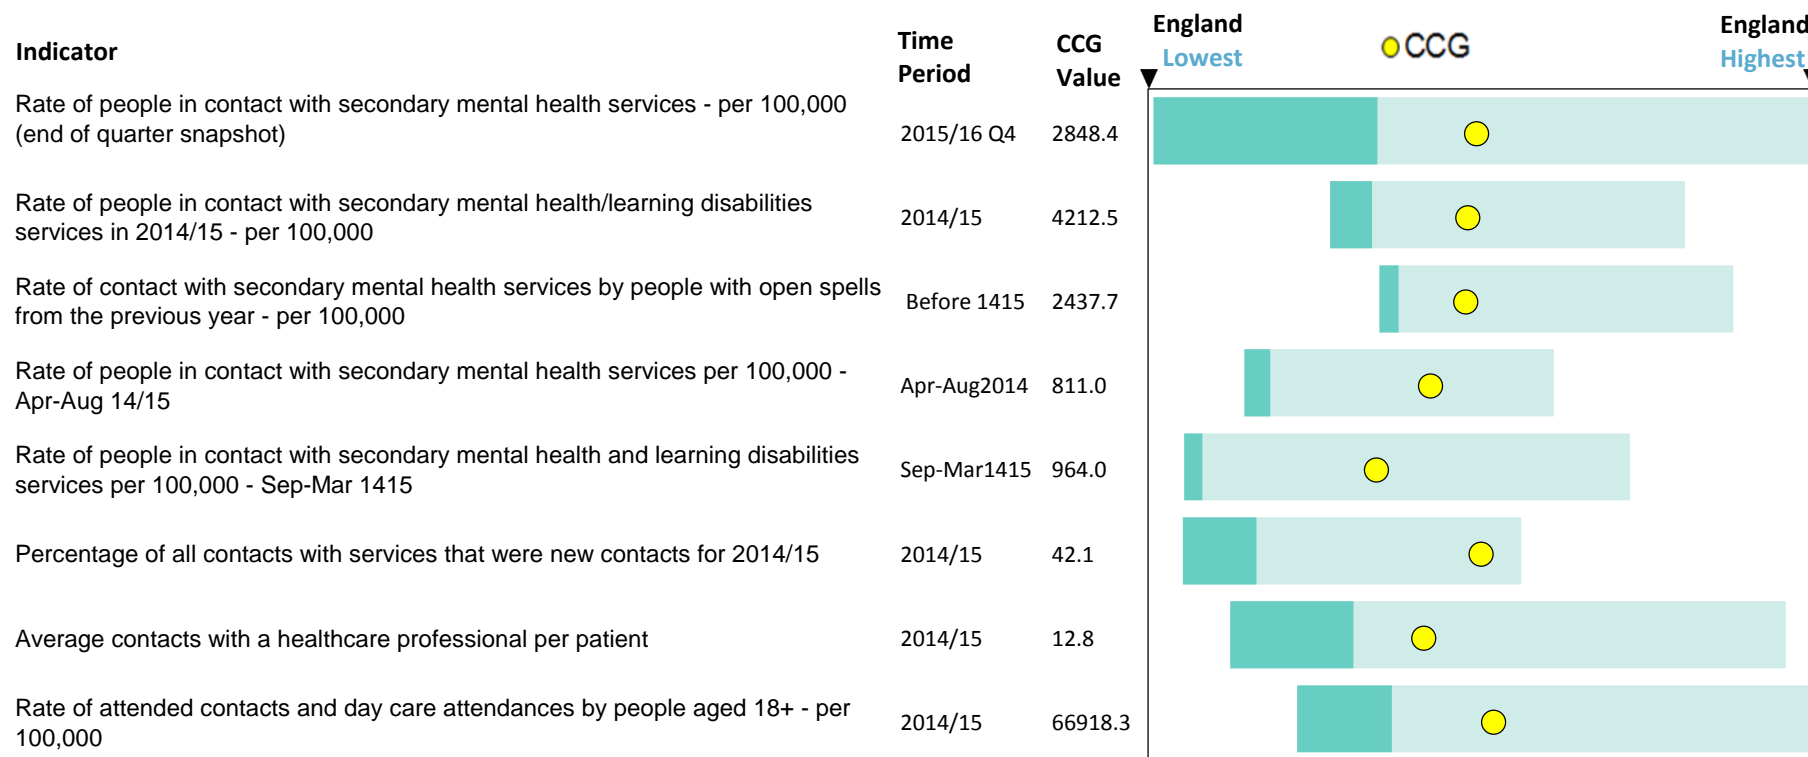 Indicator
Time
Period
CCG
Value
England
Lowest
CCG
England
Highest
Rate of people in contact with secondary mental health services - per 100,000
(end of quarter snapshot)
2015/16 Q4
2848.4
Rate of people in contact with secondary mental health/learning disabilities
services in 2014/15 - per 100,000
2014/15
4212.5
Rate of contact with secondary mental health services by people with open spells
from the previous year - per 100,000
Before 1415
2437.7
Rate of people in contact with secondary mental health services per 100,000 -
Apr-Aug 14/15
Apr-Aug2014
811.0
Rate of people in contact with secondary mental health and learning disabilities
services per 100,000 - Sep-Mar 1415
Sep-Mar1415
964.0
Percentage of all contacts with services that were new contacts for 2014/15
2014/15
42.1
Average contacts with a healthcare professional per patient
2014/15
12.8
Rate of attended contacts and day care attendances by people aged 18+ - per
100,000
2014/15
66918.3